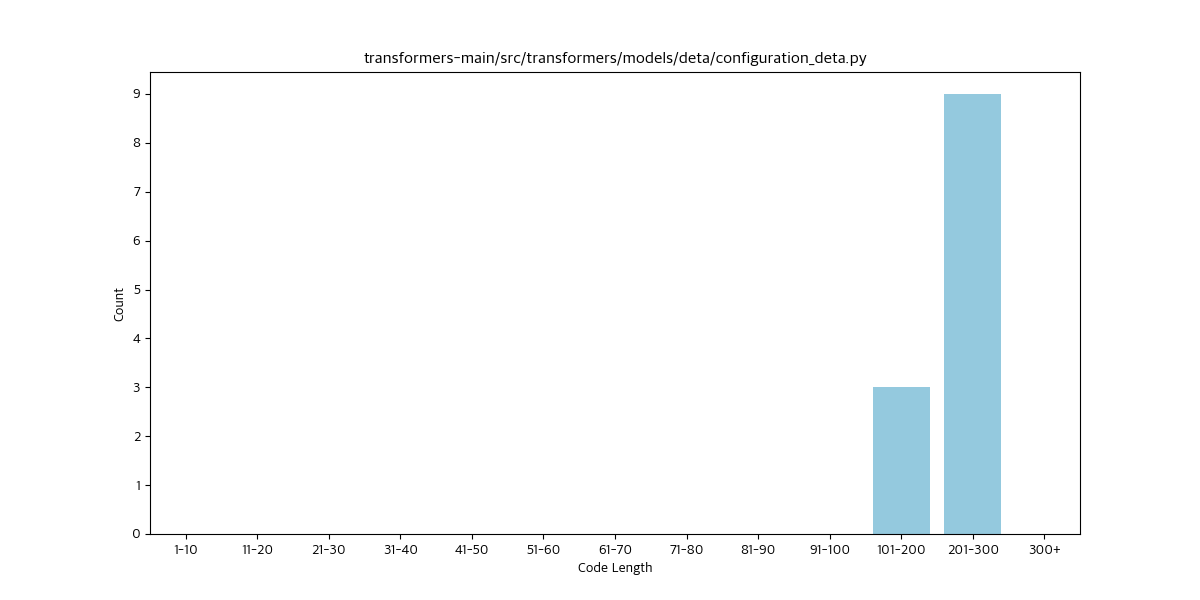 transformers-main/src/transformers/models/deta/configuration_deta.py
Count
9
8
7
6
5
4
3
2
1
0
1-10 11-20 21-30 31-40 41-50 51-60 61-70 71-80 81-90 91-100 101-200 201-300 300+
Code Length